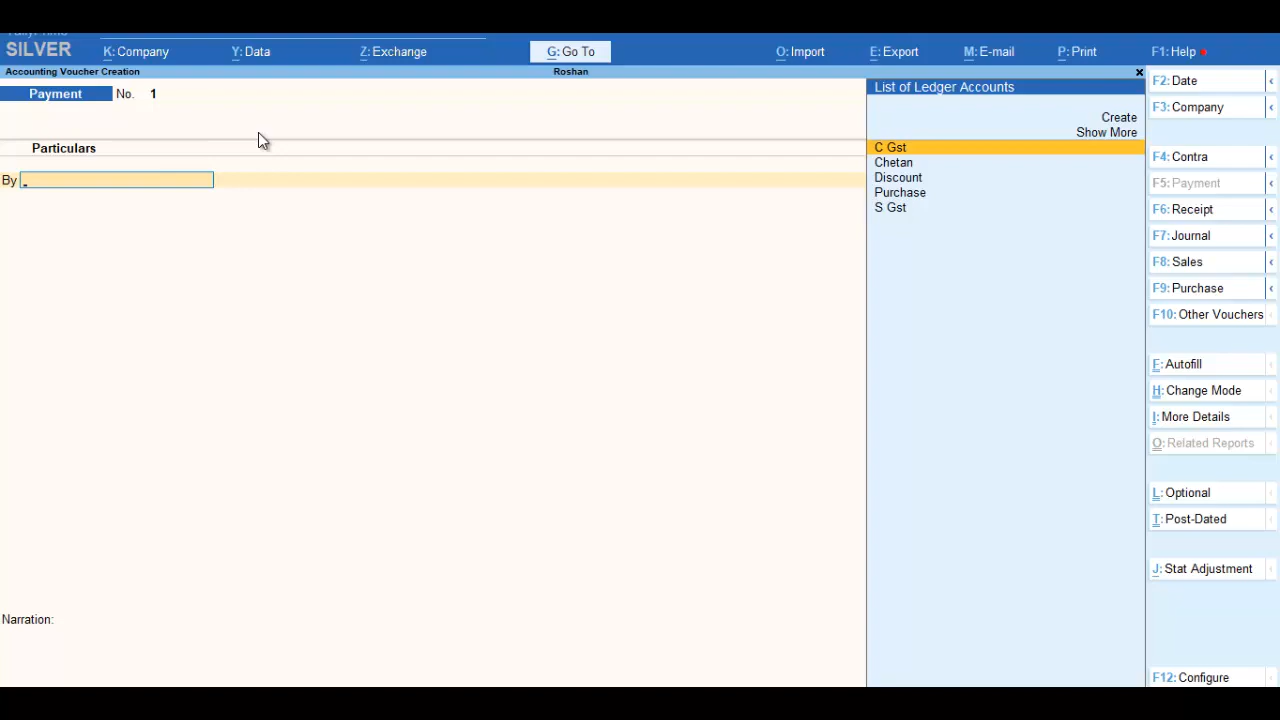 SILVER
K: Company Y: Data Z: Exchange G: Go To O: Import E: Export M: E-mail P: Print F1: Help
Accounting Voucher Creation Roshan x
Payment No. 1
Particulars
By
Narration:
List of Ledger Accounts
Create
Show More
C Gst
Chetan
Discount
Purchase
S Gst
F2: Date
F3: Company
F4: Contra
F5: Payment
F6: Receipt
F7: Journal
F8: Sales
F9: Purchase
F10: Other Vouchers
F: Autofill
H: Change Mode
I: More Details
O: Related Reports
L: Optional
T: Post-Dated
J: Stat Adjustment
F12: Configure